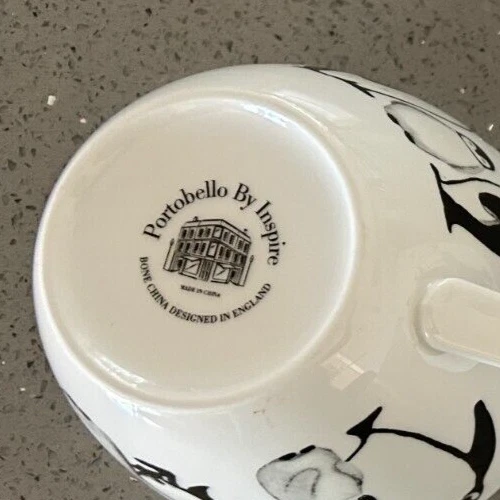 Portobello By Inspire
MADE IN CHINA
BONE CHINA DESIGNED IN ENGLAND